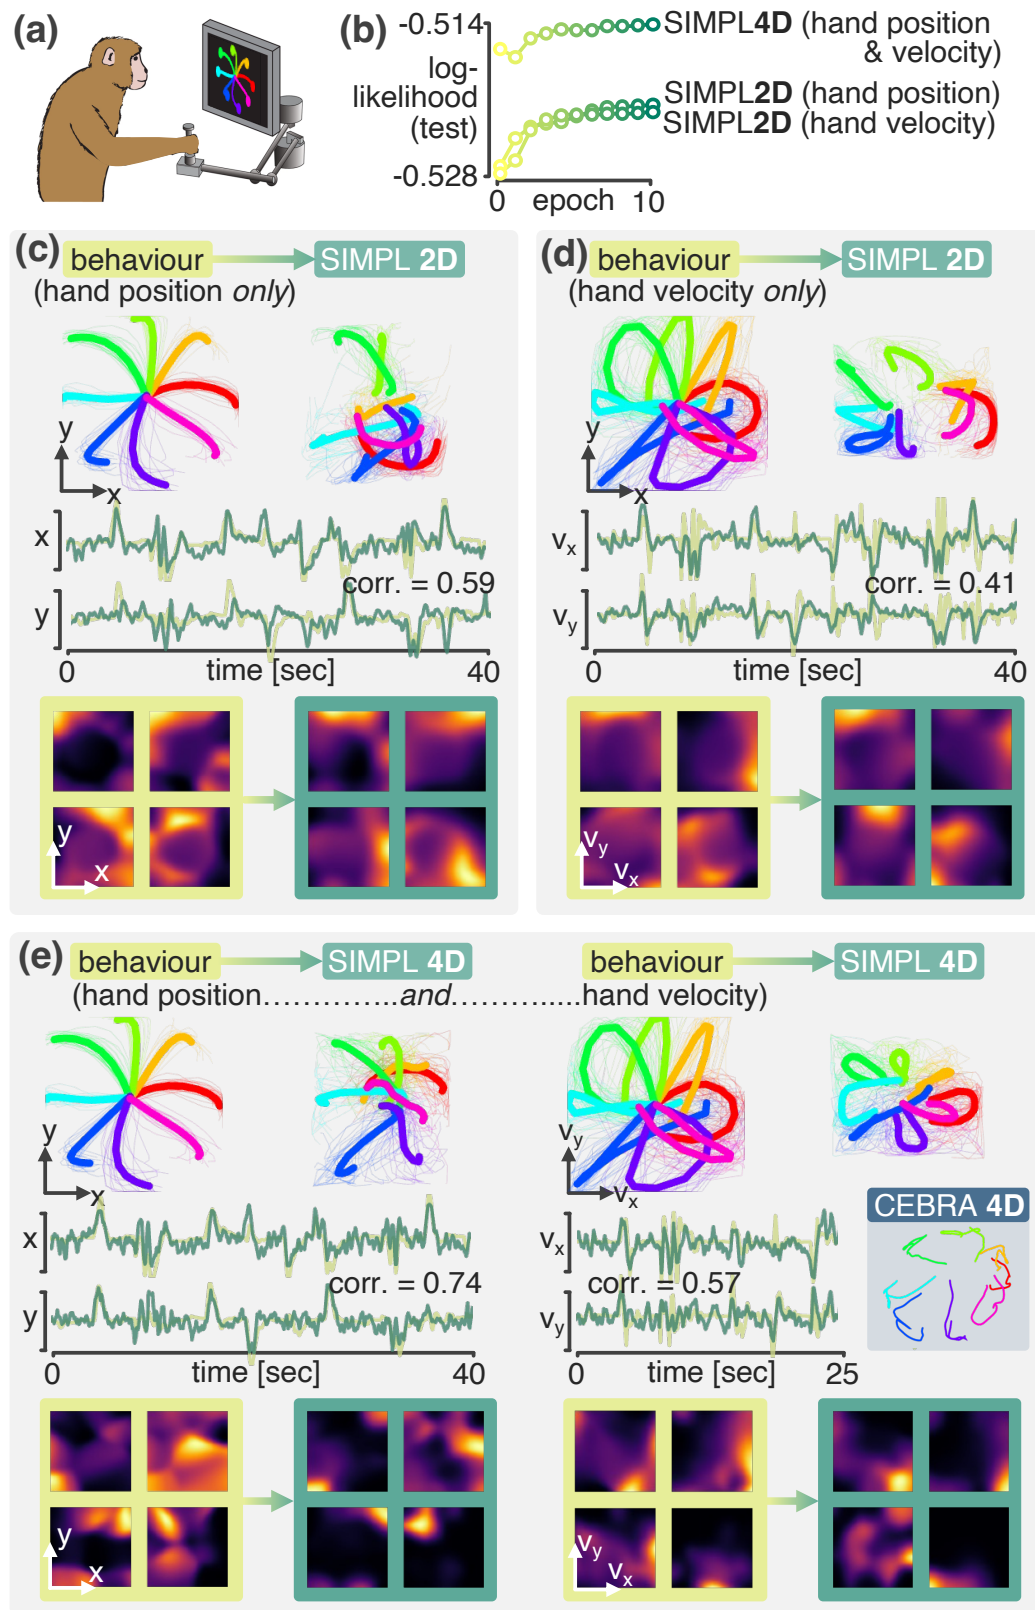 (a)
(b)
-0.514
log-
likelihood
(test)
-0.528
0
epoch
10
SIMPL4D (hand position
& velocity)
SIMPL2D (hand position)
SIMPL2D (hand velocity)
(c)
behaviour
SIMPL 2D
(hand position only)
y
x
x
corr. = 0.59
y
0
time [sec]
40
y
x
(d)
behaviour
SIMPL 2D
(hand velocity only)
y
x
vx
corr. = 0.41
vy
0
time [sec]
40
vy
vx
(e)
behaviour
SIMPL 4D
behaviour
SIMPL 4D
(hand position..............and..............hand velocity)
y
x
vy
vx
CEBRA 4D
x
corr. = 0.74
y
0
time [sec]
40
vx
corr. = 0.57
vy
0
time [sec]
25
y
x
vy
vx